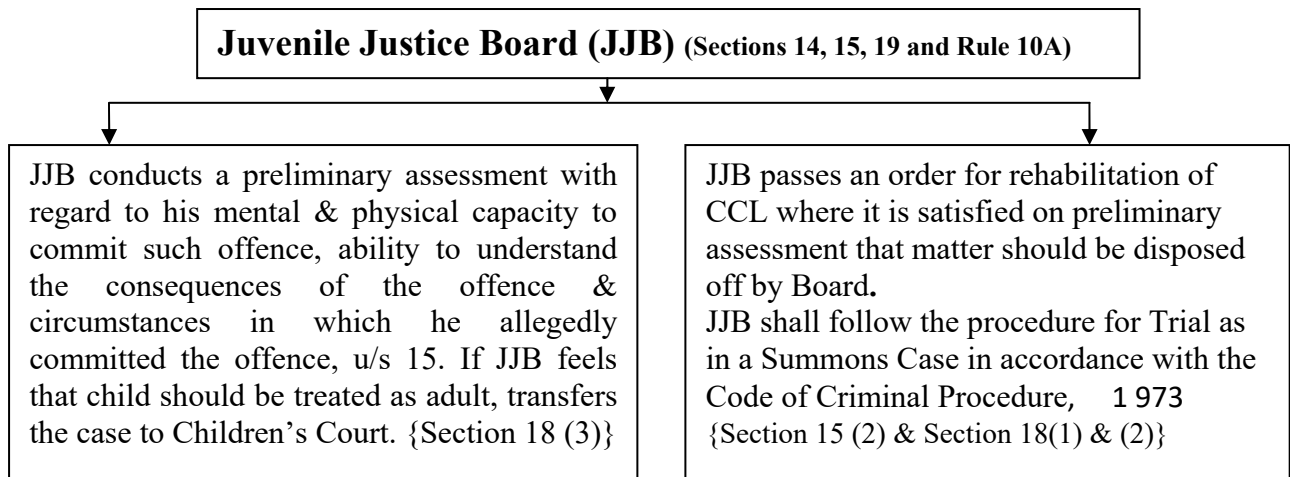 Juvenile Justice Board (JJB) (Sections 14, 15, 19 and Rule 10A)
JJB conducts a preliminary assessment with
regard to his mental & physical capacity to
commit such offence, ability to understand
the consequences of the offence &
circumstances in which he allegedly
committed the offence, u/s 15. If JJB feels
that child should be treated as adult, transfers
the case to Children’s Court. {Section 18 (3)}
JJB passes an order for rehabilitation of
CCL where it is satisfied on preliminary
assessment that matter should be disposed
off by Board.
JJB shall follow the procedure for Trial as
in a Summons Case in accordance with the
Code of Criminal Procedure, 1 973
{Section 15 (2) & Section 18(1) & (2)}